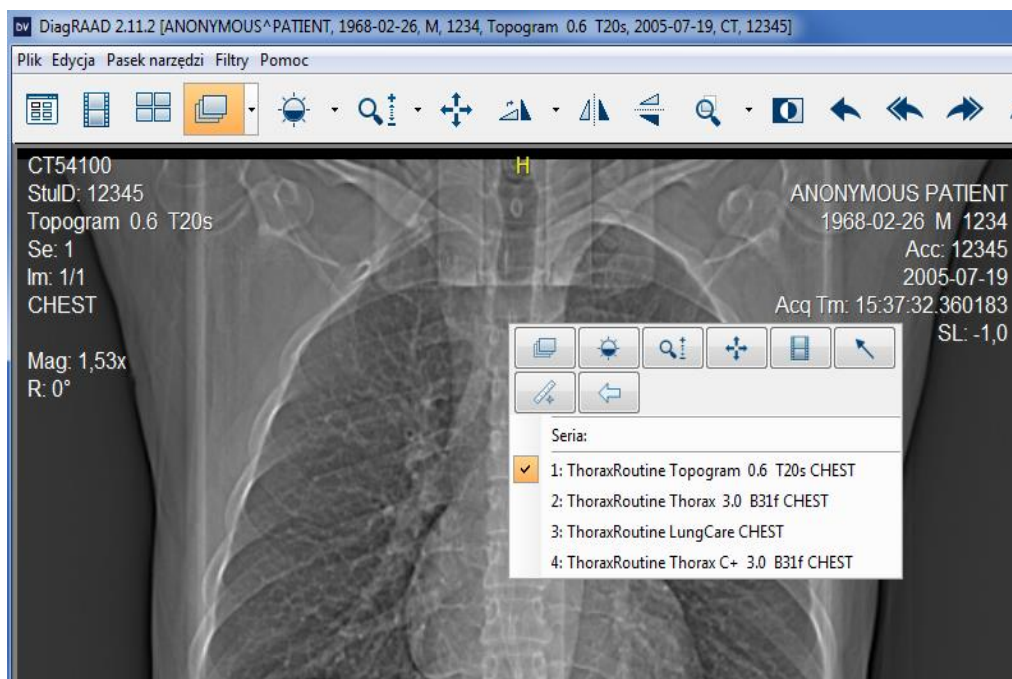 DiagRAAD 2.11.2 [ANONYMOUS^PATIENT, 1968-02-26, M, 1234, Topogram 0.6 T20s, 2005-07-19, CT, 12345]
Plik Edycja Pasek narzędzi Filtry Pomoc
CT54100
StuID: 12345
Topogram 0.6 T20s
Se: 1
Im: 1/1
CHEST
Mag: 1,53x
R: 0°
H
ANONYMOUS PATIENT
1968-02-26 M 1234
Acc: 12345
2005-07-19
Acq Tm: 15:37:32.360183
SL: -1,0
Seria:
1: ThoraxRoutine Topogram 0.6 T20s CHEST
2: ThoraxRoutine Thorax 3.0 B31f CHEST
3: ThoraxRoutine LungCare CHEST
4: ThoraxRoutine Thorax C+ 3.0 B31f CHEST